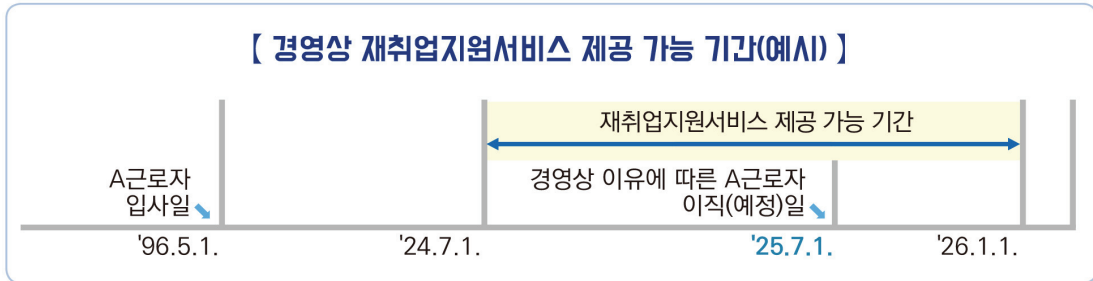 【 경영상 재취업지원서비스 제공 가능 기간(예시) 】
재취업지원서비스 제공 가능 기간
A근로자
입사일
경영상 이유에 따른 A근로자
이직(예정)일
'96.5.1.
'24.7.1.
'25.7.1.
'26.1.1.